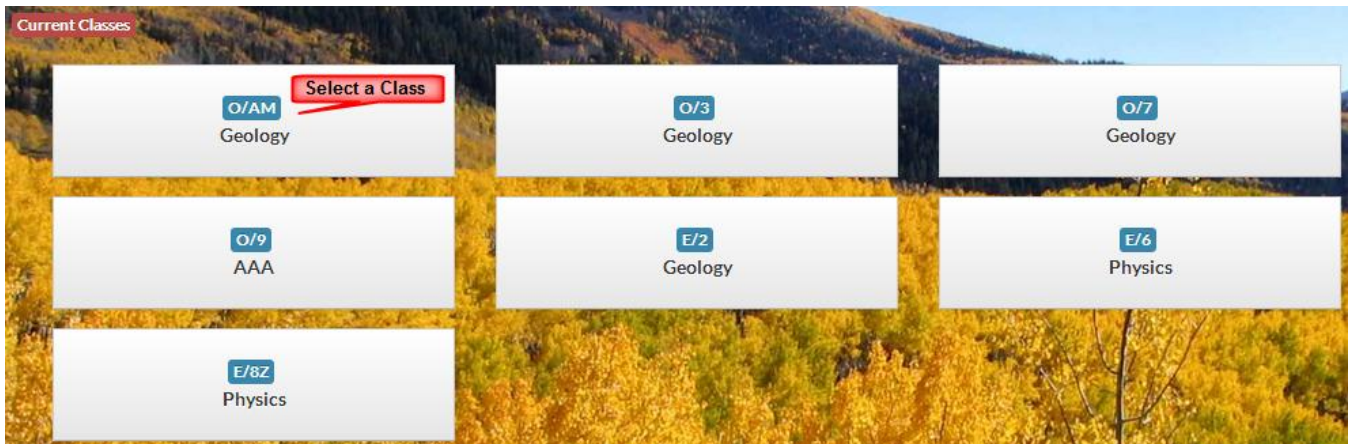 Current Classes
Select a Class
O/AM
Geology
O/3
Geology
O/7
Geology
O/9
AAA
E/2
Geology
E/6
Physics
E/8Z
Physics